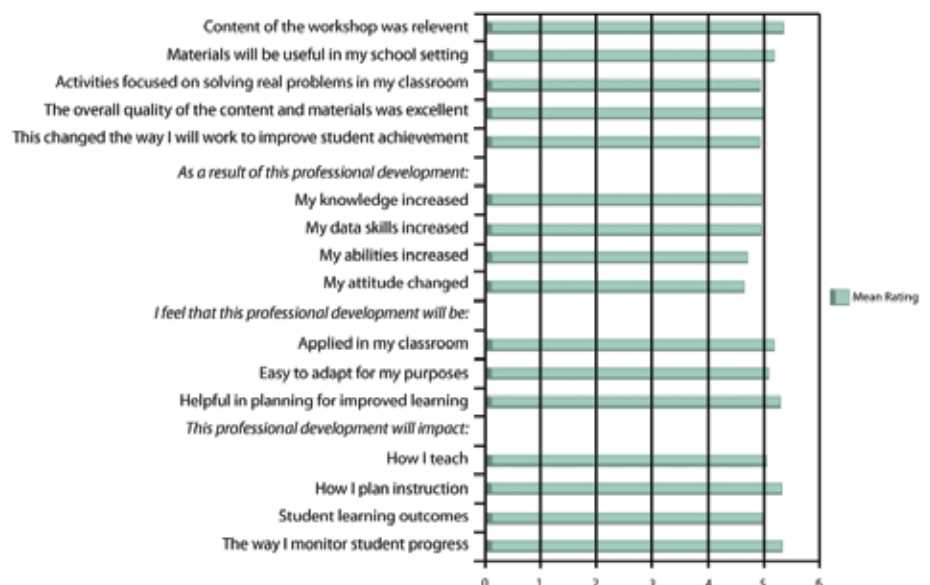 Content of the workshop was relevent
Materials will be useful in my school setting
Activities focused on solving real problems in my classroom
The overall quality of the content and materials was excellent
This changed the way I will work to improve student achievement
As a result of this professional development:
My knowledge increased
My data skills increased
My abilities increased
My attitude changed
I feel that this professional development will be:
Applied in my classroom
Easy to adapt for my purposes
Helpful in planning for improved learning
This professional development will impact:
How I teach
How I plan instruction
Student learning outcomes
The way I monitor student progress
0 1 2 3 4 5 6
Mean Rating